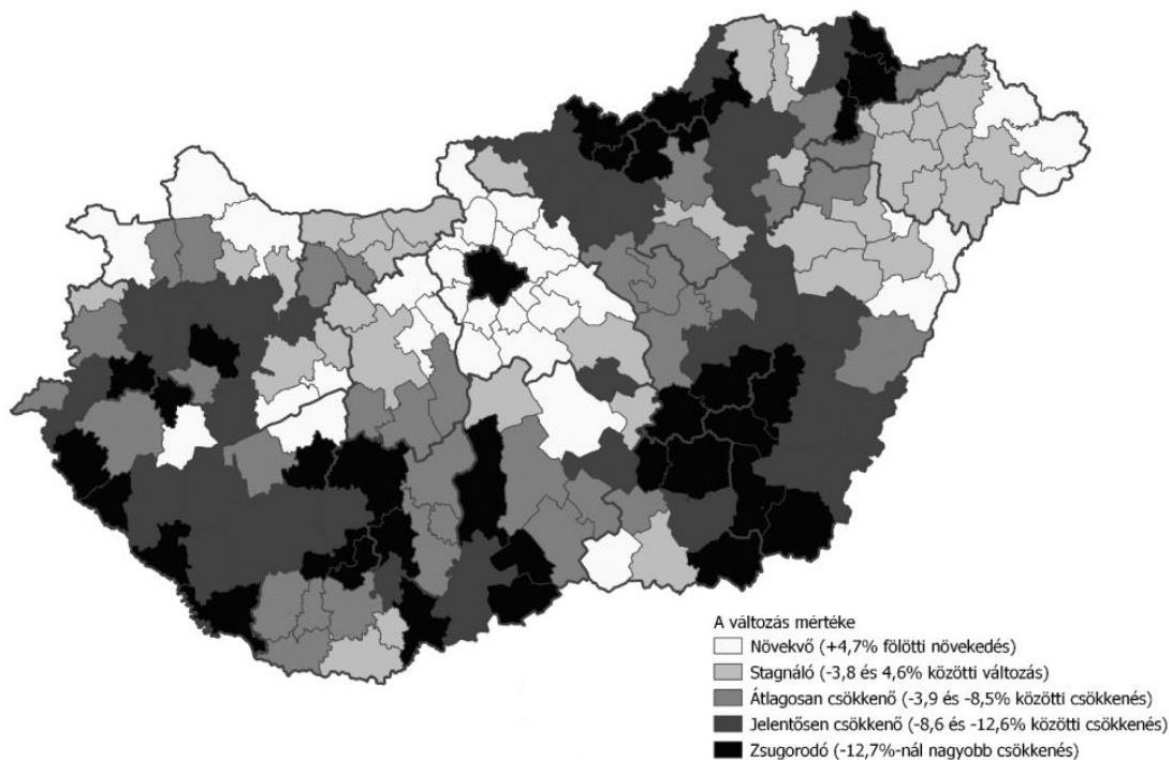 A változás mértéke
Növekvő (+4,7% fölötti növekedés)
Stagnáló (-3,8 és 4,6% közötti változás)
Átlagosan csökkenő (-3,9 és -8,5% közötti csökkenés)
Jelentősen csökkenő (-8,6 és -12,6% közötti csökkenés)
Zsugorodó (-12,7%-nál nagyobb csökkenés)